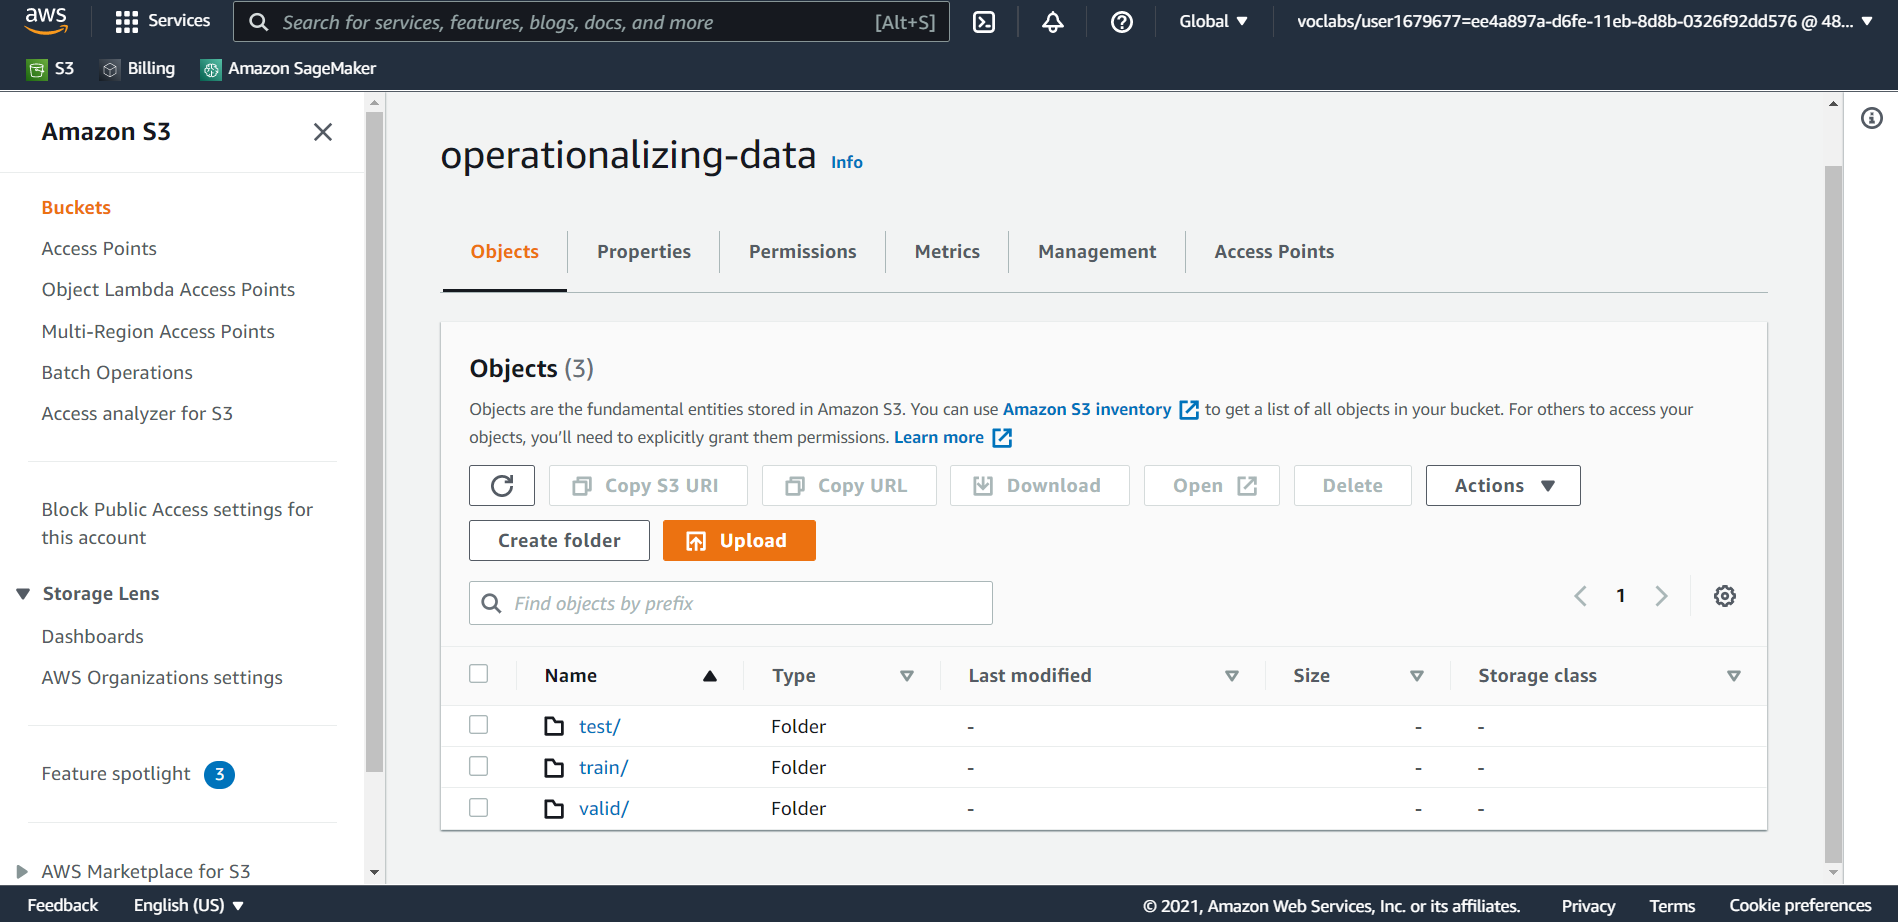 aws
Services
Search for services, features, blogs, docs, and more
[Alt+S]
Global
voclabs/user1679677=ee4a897a-d6fe-11eb-8d8b-0326f92dd576 @ 48...
S3
Billing
Amazon SageMaker
Amazon S3
Buckets
Access Points
Object Lambda Access Points
Multi-Region Access Points
Batch Operations
Access analyzer for S3
Block Public Access settings for
this account
Storage Lens
Dashboards
AWS Organizations settings
Feature spotlight 3
AWS Marketplace for S3
operationalizing-data Info
Objects Properties Permissions Metrics Management Access Points
Objects (3)
Objects are the fundamental entities stored in Amazon S3. You can use Amazon S3 inventory to get a list of all objects in your bucket. For others to access your
objects, you’ll need to explicitly grant them permissions. Learn more
Copy S3 URI Copy URL Download Open Delete Actions
Create folder Upload
Find objects by prefix
1
Name Type Last modified Size Storage class
test/ Folder - - -
train/ Folder - - -
valid/ Folder - - -
Feedback English (US) © 2021, Amazon Web Services, Inc. or its affiliates. Privacy Terms Cookie preferences